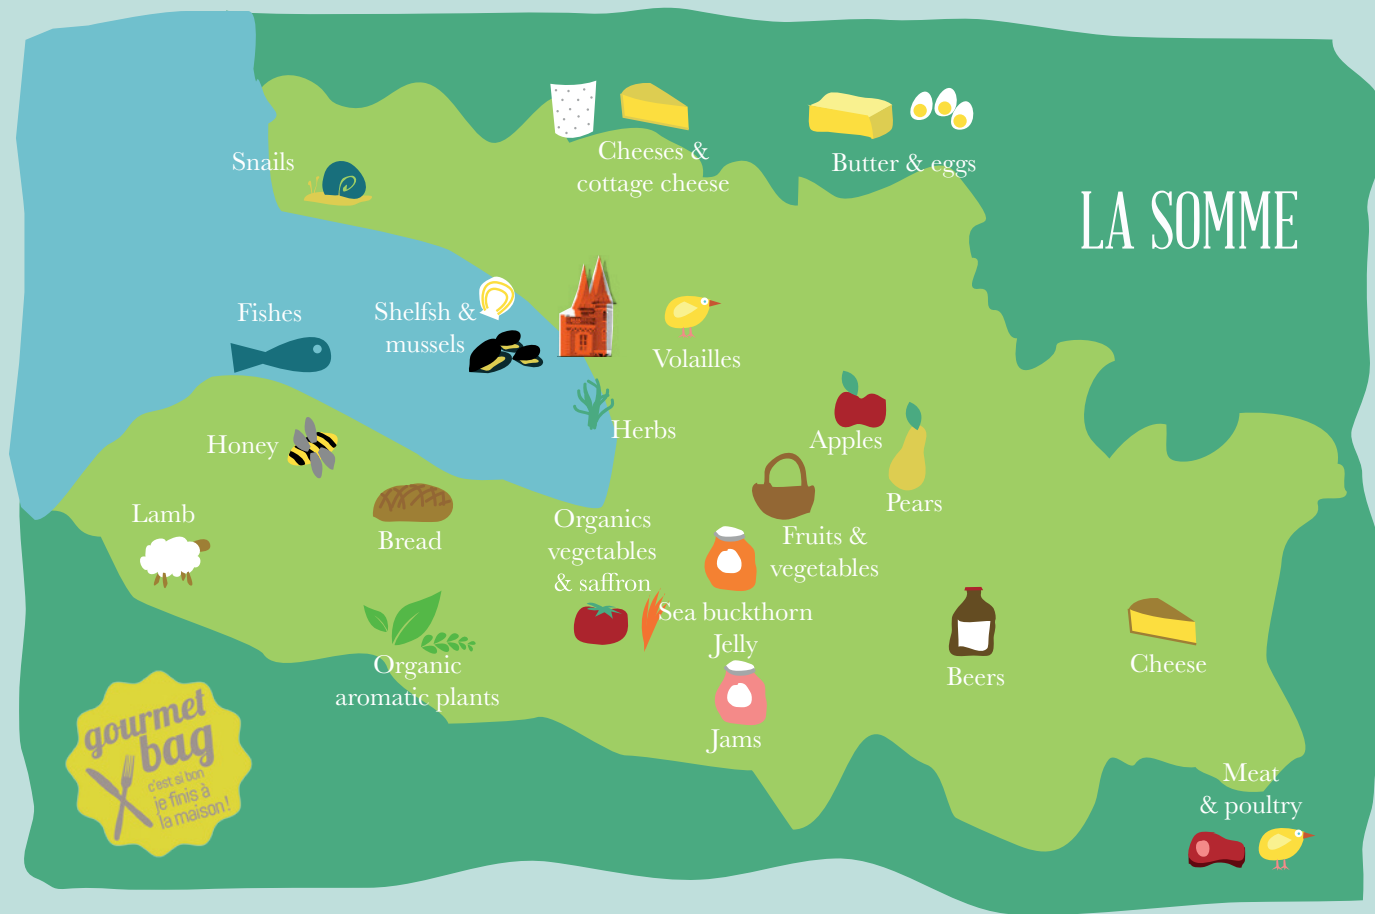 LA SOMME
Snails
Cheeses &
cottage cheese
Butter & eggs
Fishes
Shelfsh &
mussels
Volailles
Herbs
Honey
Apples
Pears
Lamb
Bread
Organics
vegetables
& saffron
Fruits &
vegetables
Sea buckthorn
Jelly
Organic
aromatic plants
Jams
Beers
Cheese
Meat
& poultry
gourmet
bag
c'est si bon
je finis à
la maison !